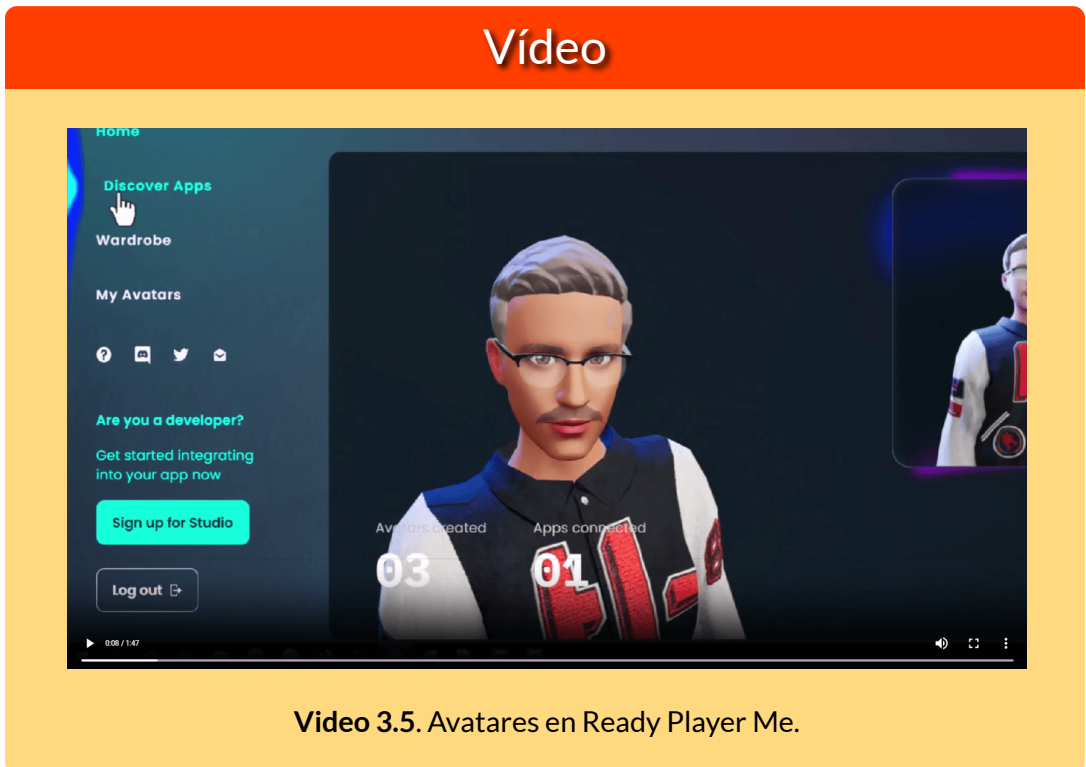 Vídeo
Home
Discover Apps
Wardrobe
My Avatars
Are you a developer?
Get started integrating
into your app now
Sign up for Studio
Log out
Avatars created
03
Apps connected
01
0:08 / 1:47
Video 3.5. Avatares en Ready Player Me.